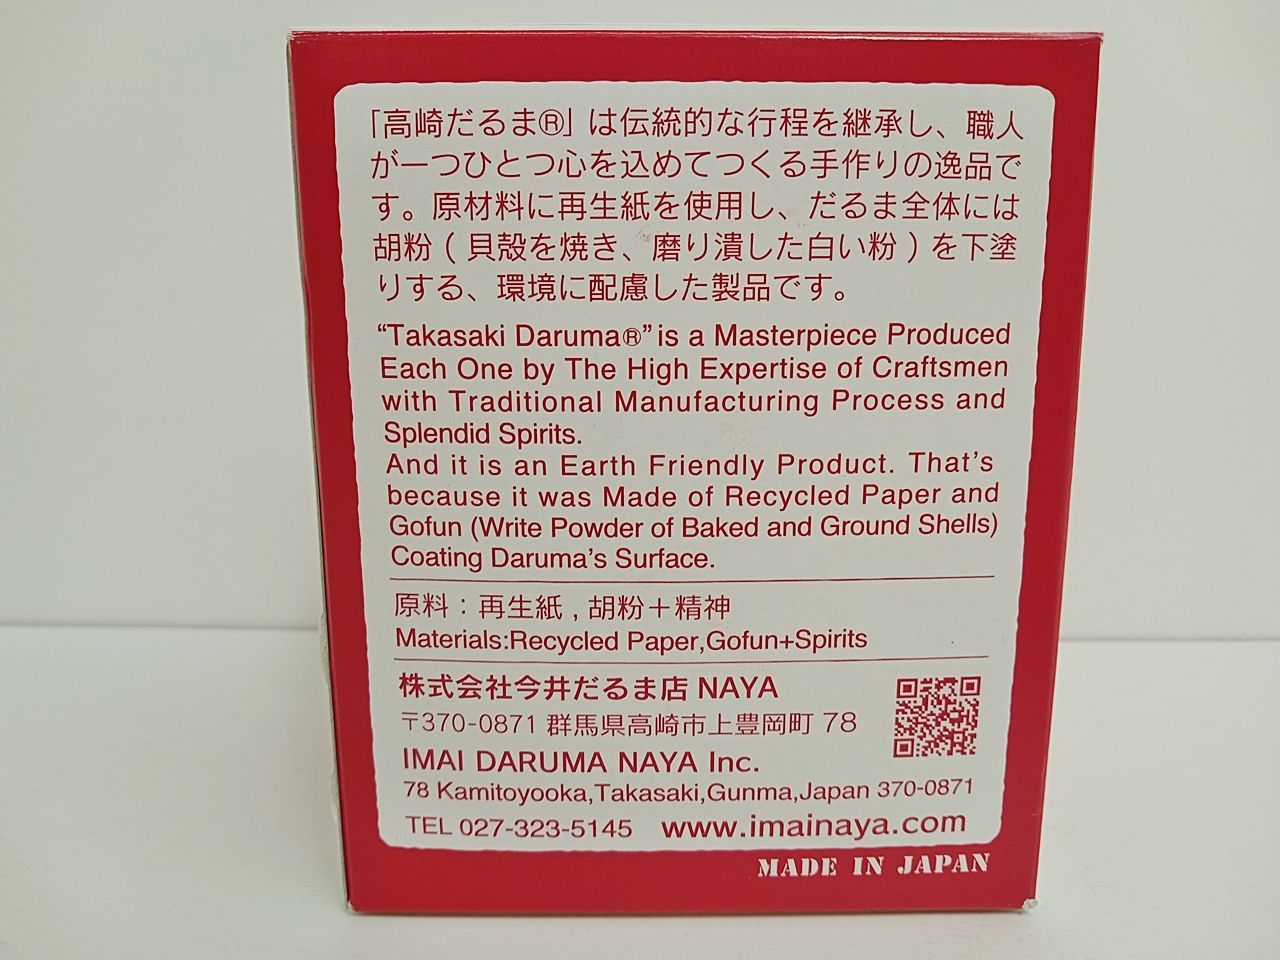 「高崎だるま®」は伝統的な行程を継承し、職人
が一つひとつ心を込めてつくる手作りの逸品で
す。原材料に再生紙を使用し、だるま全体には
胡粉(貝殻を焼き、磨り潰した白い粉)を下塗
りする、環境に配慮した製品です。
“Takasaki Daruma®” is a Masterpiece Produced
Each One by The High Expertise of Craftsmen
with Traditional Manufacturing Process and
Splendid Spirits.
And it is an Earth Friendly Product. That’s
because it was Made of Recycled Paper and
Gofun (Write Powder of Baked and Ground Shells)
Coating Daruma’s Surface.
原料：再生紙,胡粉＋精神
Materials:Recycled Paper,Gofun+Spirits
株式会社今井だるま店 NAYA
〒370-0871 群馬県高崎市上豊岡町 78
IMAI DARUMA NAYA Inc.
78 Kamitoyooka,Takasaki,Gunma,Japan 370-0871
TEL 027-323-5145 www.imainaya.com
MADE IN JAPAN